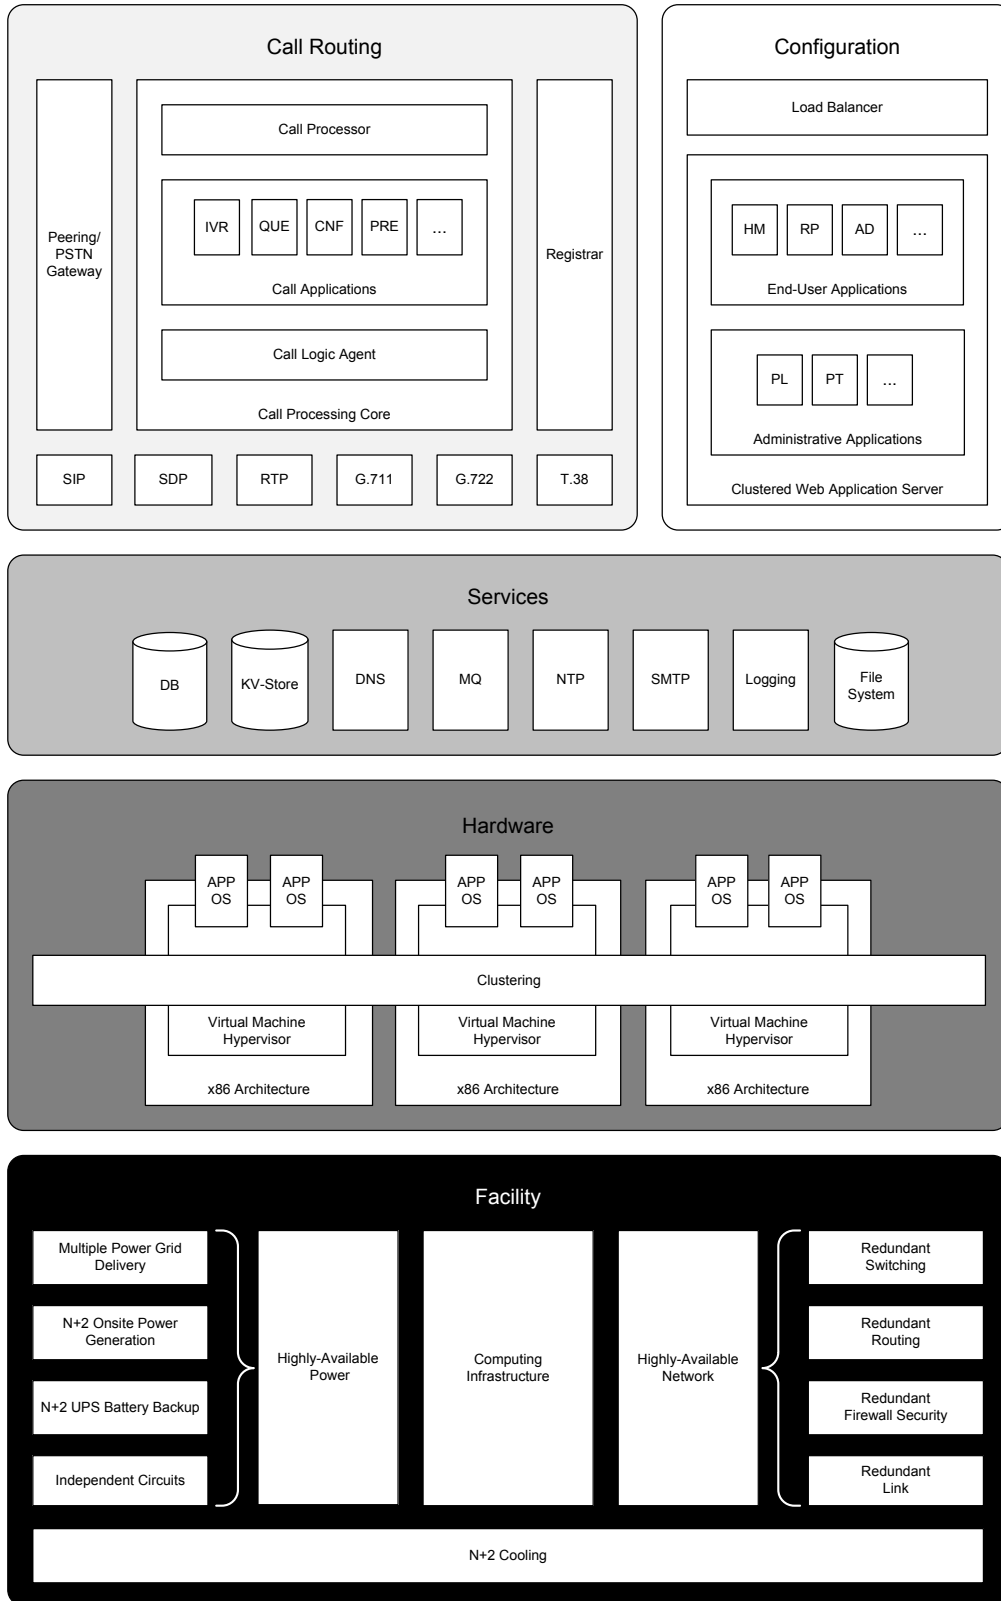 Call Routing
Peering/
PSTN
Gateway
Call Processor
IVR
QUE
CNF
PRE
...
Call Applications
Call Logic Agent
Call Processing Core
Registrar
SIP
SDP
RTP
G.711
G.722
T.38
Configuration
Load Balancer
HM
RP
AD
...
End-User Applications
PL
PT
...
Administrative Applications
Clustered Web Application Server
Services
DB
KV-Store
DNS
MQ
NTP
SMTP
Logging
File
System
Hardware
APP
OS
APP
OS
APP
OS
APP
OS
APP
OS
APP
OS
Clustering
Virtual Machine
Hypervisor
Virtual Machine
Hypervisor
Virtual Machine
Hypervisor
x86 Architecture
x86 Architecture
x86 Architecture
Facility
Multiple Power Grid
Delivery
N+2 Onsite Power
Generation
N+2 UPS Battery Backup
Independent Circuits
Highly-Available
Power
Computing
Infrastructure
Highly-Available
Network
Redundant
Switching
Redundant
Routing
Redundant
Firewall Security
Redundant
Link
N+2 Cooling